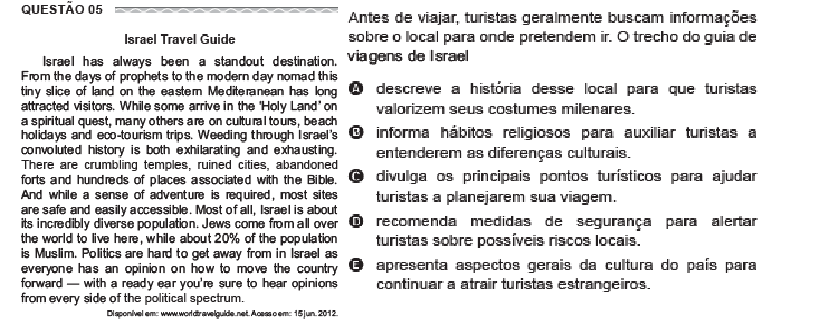 QUESTÃO 05
Israel Travel Guide
Israel has always been a standout destination.
From the days of prophets to the modern day nomad this
tiny slice of land on the eastern Mediterranean has long
attracted visitors. While some arrive in the ‘Holy Land’ on
a spiritual quest, many others are on cultural tours, beach
holidays and eco-tourism trips. Weeding through Israel’s
convoluted history is both exhilarating and exhausting.
There are crumbling temples, ruined cities, abandoned
forts and hundreds of places associated with the Bible.
And while a sense of adventure is required, most sites
are safe and easily accessible. Most of all, Israel is about
its incredibly diverse population. Jews come from all over
the world to live here, while about 20% of the population
is Muslim. Politics are hard to get away from in Israel as
everyone has an opinion on how to move the country
forward — with a ready ear you’re sure to hear opinions
from every side of the political spectrum.
Disponível em: www.worldtravelguide.net. Acesso em: 15 jun. 2012.
Antes de viajar, turistas geralmente buscam informações
sobre o local para onde pretendem ir. O trecho do guia de
viagens de Israel
A descreve a história desse local para que turistas
valorizem seus costumes milenares.
B informa hábitos religiosos para auxiliar turistas a
entenderem as diferenças culturais.
C divulga os principais pontos turísticos para ajudar
turistas a planejarem sua viagem.
D recomenda medidas de segurança para alertar
turistas sobre possíveis riscos locais.
E apresenta aspectos gerais da cultura do país para
continuar a atrair turistas estrangeiros.